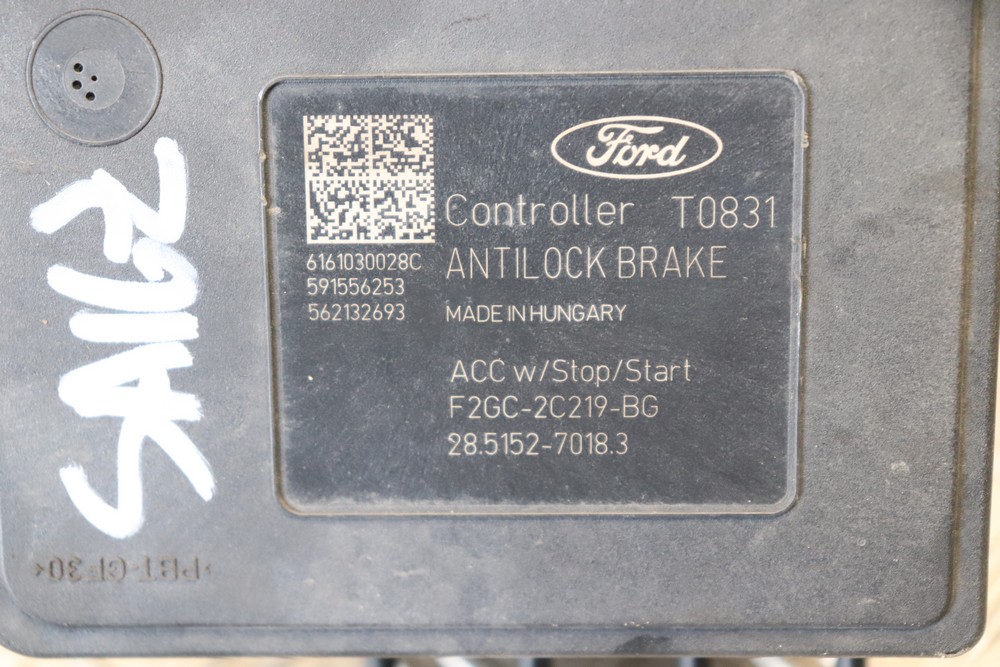 Ford
Controller T0831
ANTILOCK BRAKE
6161030028C
591556253
562132693
MADE IN HUNGARY
ACC w/Stop/Start
F2GC-2C219-BG
28.5152-7018.3
>PBT-GF30<